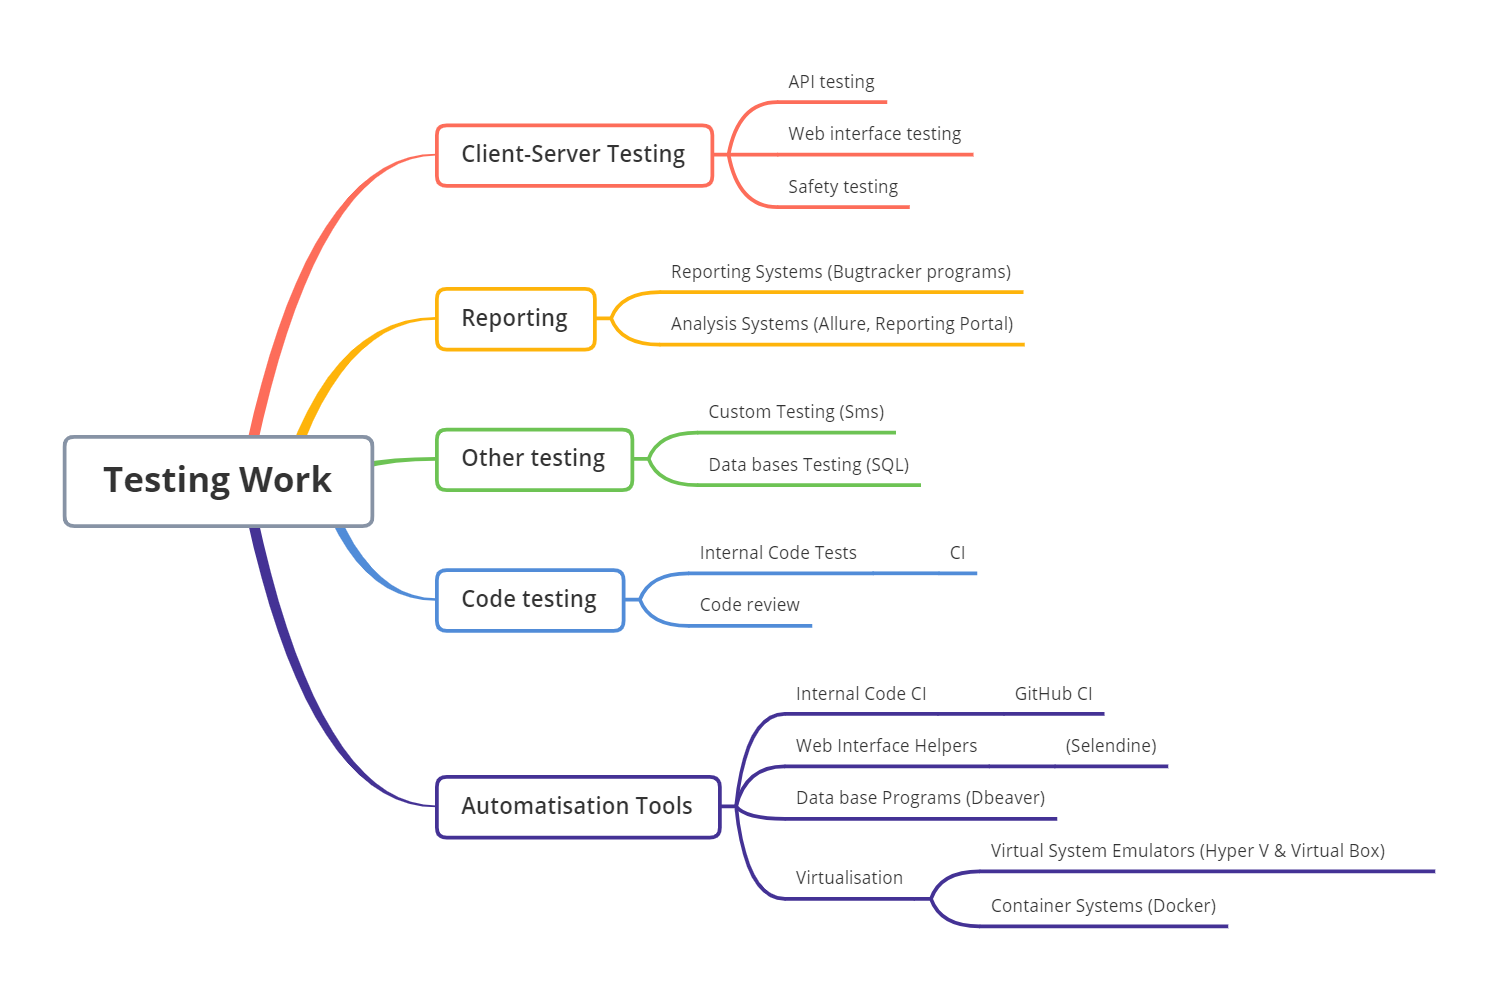 Testing Work
Client-Server Testing
API testing
Web interface testing
Safety testing
Reporting
Reporting Systems (Bugtracker programs)
Analysis Systems (Allure, Reporting Portal)
Other testing
Custom Testing (Sms)
Data bases Testing (SQL)
Code testing
Internal Code Tests
CI
Code review
Automatisation Tools
Internal Code CI
GitHub CI
Web Interface Helpers
(Selendine)
Data base Programs (Dbeaver)
Virtualisation
Virtual System Emulators (Hyper V & Virtual Box)
Container Systems (Docker)